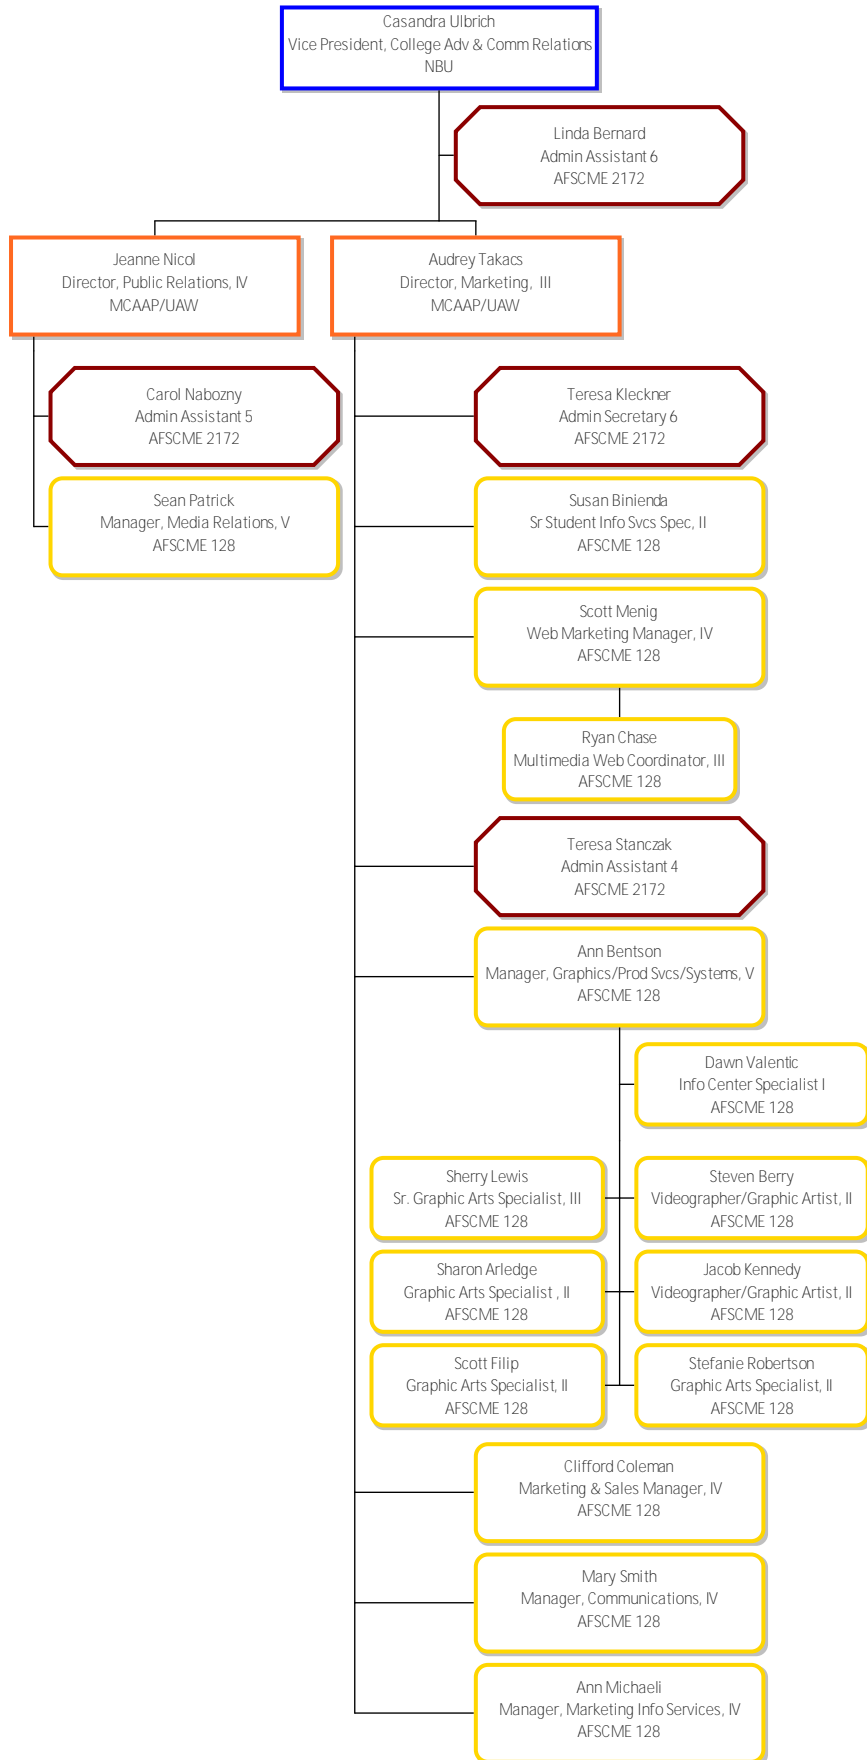 Casandra Ulbrich
Vice President, College Adv & Comm Relations
NBU
Linda Bernard
Admin Assistant 6
AFSCME 2172
Jeanne Nicol
Director, Public Relations, IV
MCAAP/UAW
Audrey Takacs
Director, Marketing, III
MCAAP/UAW
Carol Nabozny
Admin Assistant 5
AFSCME 2172
Sean Patrick
Manager, Media Relations, V
AFSCME 128
Teresa Kleckner
Admin Secretary 6
AFSCME 2172
Susan Binienda
Sr Student Info Svcs Spec, II
AFSCME 128
Scott Menig
Web Marketing Manager, IV
AFSCME 128
Ryan Chase
Multimedia Web Coordinator, III
AFSCME 128
Teresa Stanczak
Admin Assistant 4
AFSCME 2172
Ann Bentson
Manager, Graphics/Prod Svcs/Systems, V
AFSCME 128
Dawn Valentic
Info Center Specialist I
AFSCME 128
Sherry Lewis
Sr. Graphic Arts Specialist, III
AFSCME 128
Steven Berry
Videographer/Graphic Artist, II
AFSCME 128
Sharon Arledge
Graphic Arts Specialist , II
AFSCME 128
Jacob Kennedy
Videographer/Graphic Artist, II
AFSCME 128
Scott Filip
Graphic Arts Specialist, II
AFSCME 128
Stefanie Robertson
Graphic Arts Specialist, II
AFSCME 128
Clifford Coleman
Marketing & Sales Manager, IV
AFSCME 128
Mary Smith
Manager, Communications, IV
AFSCME 128
Ann Michaeli
Manager, Marketing Info Services, IV
AFSCME 128